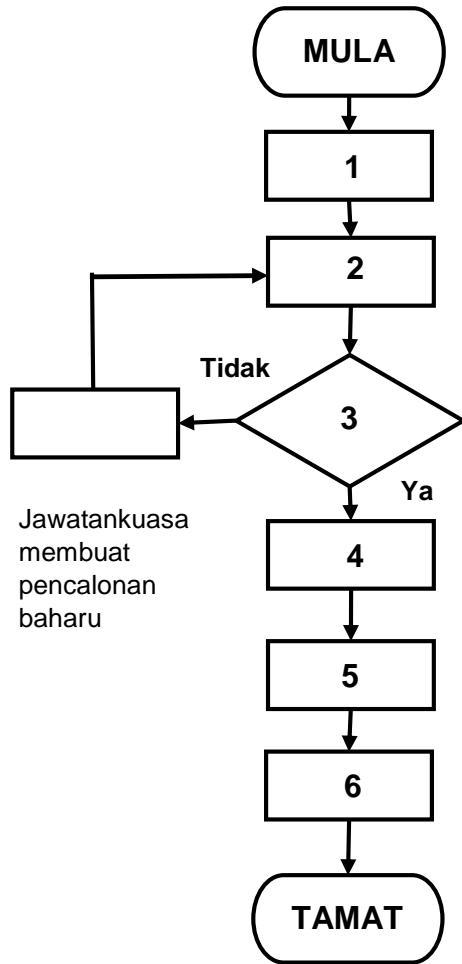 MULA
1
2
Tidak
3
Ya
Jawatankuasa
membuat
pencalonan
baharu
4
5
6
TAMAT